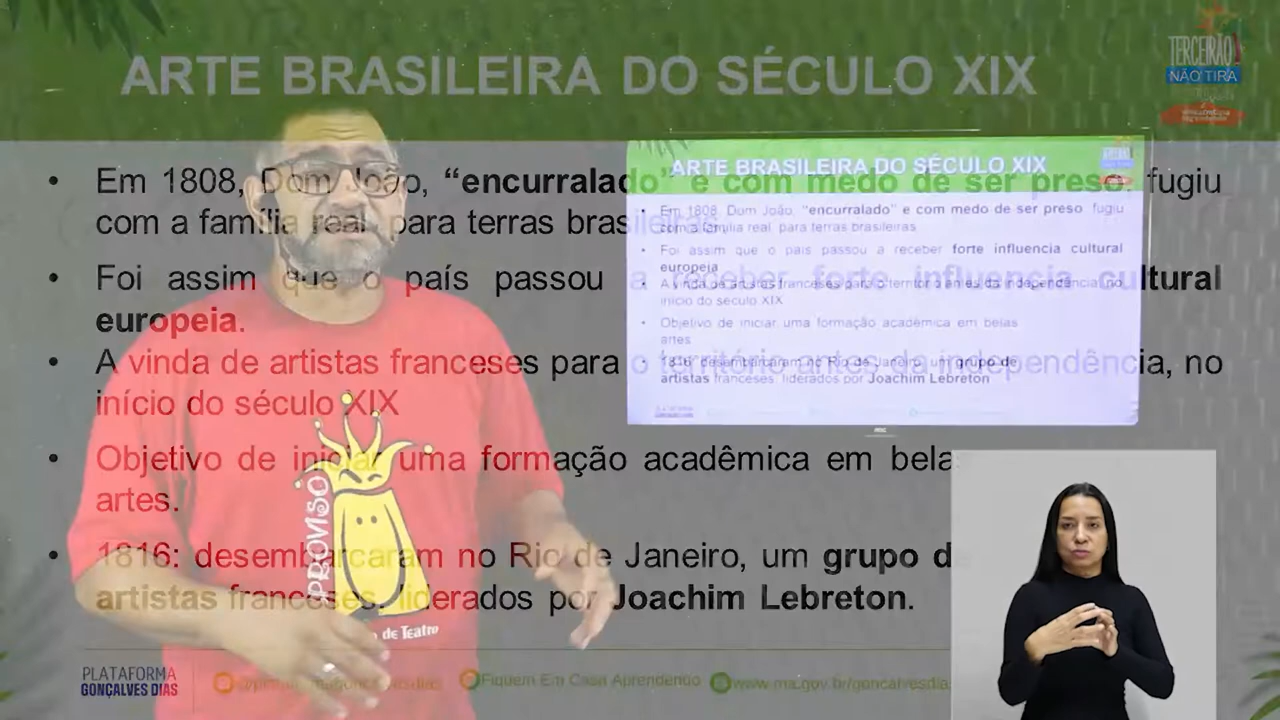 ARTE BRASILEIRA DO SÉCULO XIX
TERCEIRÃO
NÃO TIRA
• Em 1808, Dom João, “encurralado” e com medo de ser preso, fugiu
com a família real, para terras brasileiras
• Foi assim que o país passou a receber forte influencia cultural
europeia.
• A vinda de artistas franceses para o território antes da independência, no
início do século XIX
• Objetivo de iniciar uma formação acadêmica em belas
artes.
• 1816: desembarcaram no Rio de Janeiro, um grupo de
artistas franceses, liderados por Joachim Lebreton.
ARTE BRASILEIRA DO SÉCULO XIX
• Em 1808, Dom João, “encurralado” e com medo de ser preso, fugiu
com a família real, para terras brasileiras
• Foi assim que o país passou a receber forte influencia cultural
europeia
• A vinda de artistas franceses para o território antes da independência, no
início do século XIX
• Objetivo de iniciar uma formação acadêmica em belas
artes
• 1816: desembarcaram no Rio de Janeiro, um grupo de
artistas franceses, liderados por Joachim Lebreton
de Teatro
PLATAFORMA
GONÇALVES DIAS
Fiquem Em Casa Aprendendo
www.ma.gov.br/goncalvesdias